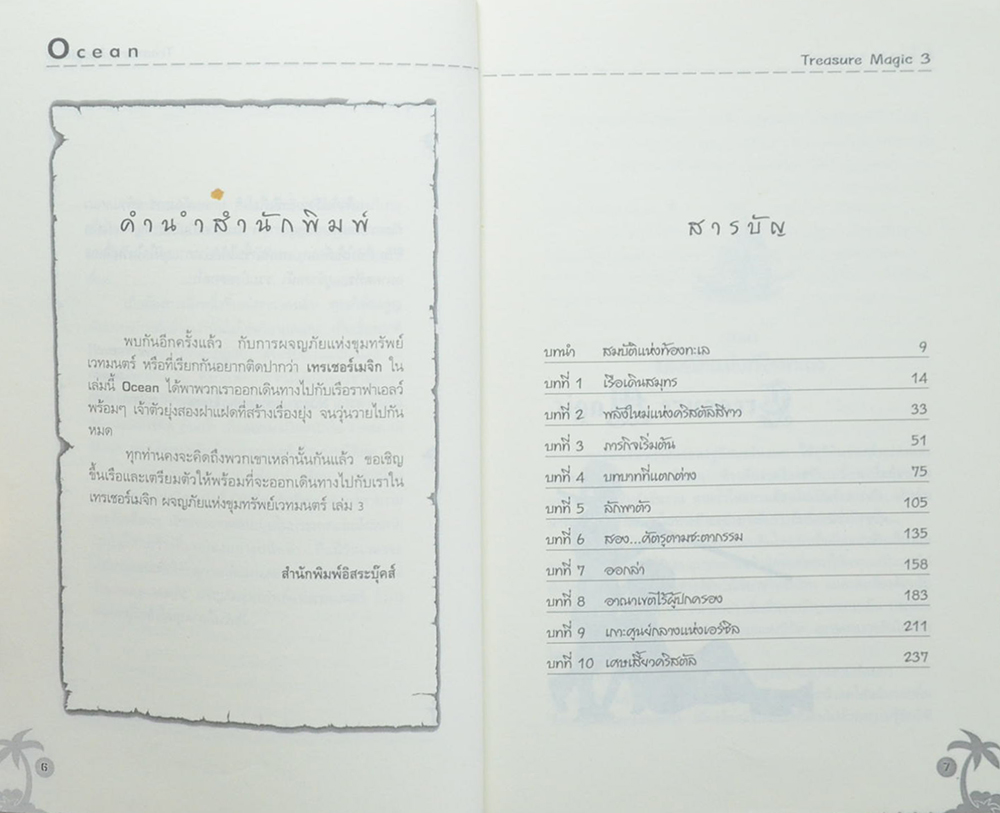 Ocean
คำนำสำนักพิมพ์
พบกันอีกครั้งแล้ว กับการผจญภัยแห่งขุมทรัพย์
เวทมนตร์ หรือที่เรียกกันอยากติดปากว่า เทรเชอร์เมจิก ใน
เล่มนี้ Ocean ได้พาพวกเราออกเดินทางไปกับเรือราฟาเอลว์
พร้อมๆ เจ้าตัวยุ่งสองฝาแฝดที่สร้างเรื่องยุ่ง จนวุ่นวายไปกัน
หมด
ทุกท่านคงจะคิดถึงพวกเขาเหล่านั้นกันแล้ว ขอเชิญ
ขึ้นเรือและเตรียมตัวให้พร้อมที่จะออกเดินทางไปกับเราใน
เทรเชอร์เมจิก ผจญภัยแห่งขุมทรัพย์เวทมนตร์ เล่ม 3
สำนักพิมพ์อิสระบุ๊คส์
6
Treasure Magic 3
สารบัญ
บทนำ สมบัติแห่งท้องทะเล 9
บทที่ 1 เรือเดินสมุทร 14
บทที่ 2 พลังใหม่แห่งคริสตัลสีขาว 33
บทที่ 3 ภารกิจเริ่มต้น 51
บทที่ 4 บทบาทที่แตกต่าง 75
บทที่ 5 ลักพาตัว 105
บทที่ 6 สอง...ศัตรูตามชะตากรรม 135
บทที่ 7 ออกล่า 158
บทที่ 8 อาณาเขตไร้ผู้ปกครอง 183
บทที่ 9 เกาะศูนย์กลางแห่งเอร์ซิล 211
บทที่ 10 เศษเสี้ยวคริสตัล 237
7